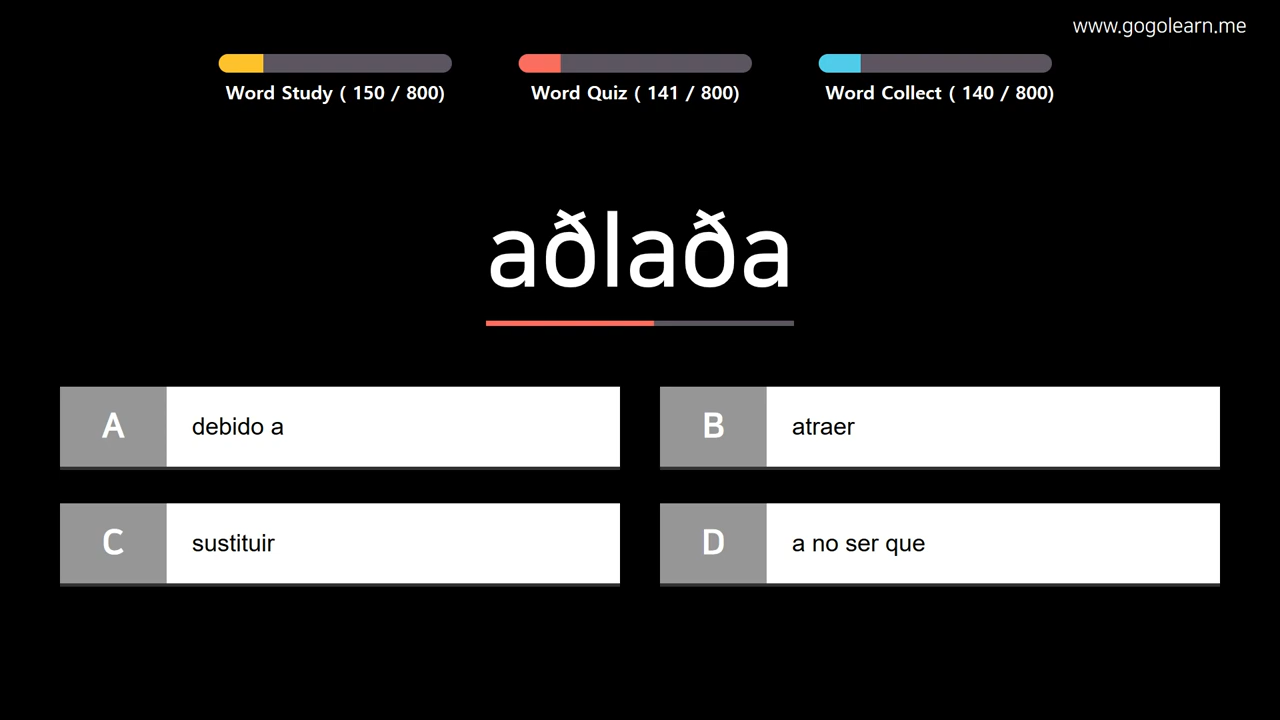 www.gogolearn.me
Word Study ( 150 / 800)
Word Quiz ( 141 / 800)
Word Collect ( 140 / 800)
aðlaða
A debido a
B atraer
C sustituir
D a no ser que